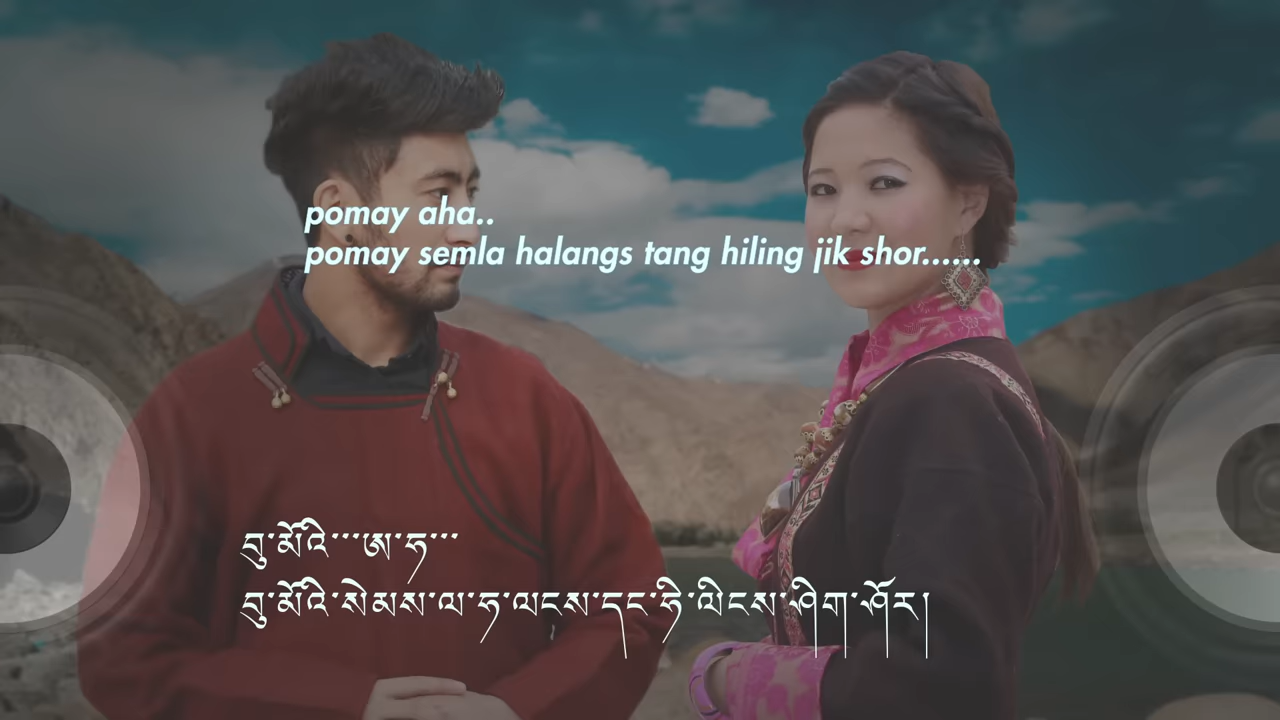 pomay aha..
pomay semla halangs tang hiling jik shor......
བུ་མོའི་་་ཨ་ཧ་་་
བུ་མོའི་སེམས་ལ་ཧ་ལངས་དང་ཧི་ལིངས་ཤིག་ཤོར།